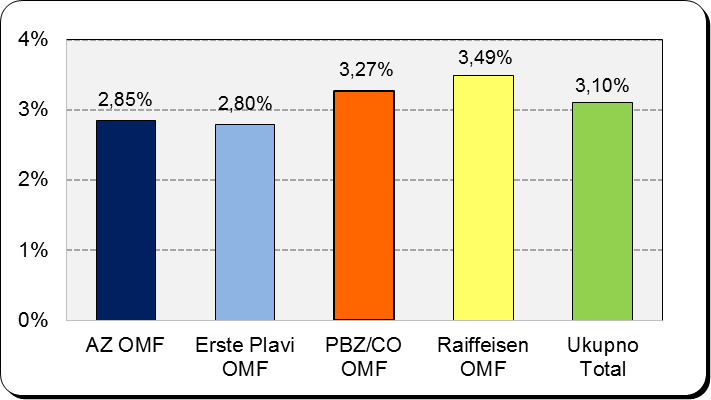 4%
3%
2%
1%
0%
2,85%
2,80%
3,27%
3,49%
3,10%
AZ OMF
Erste Plavi
OMF
PBZ/CO
OMF
Raiffeisen
OMF
Ukupno
Total